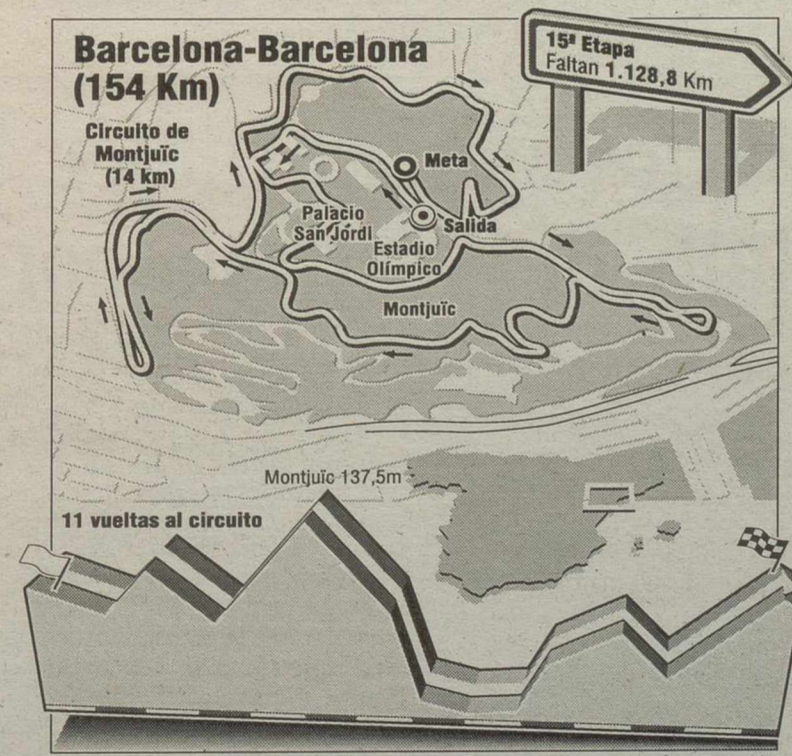 Barcelona-Barcelona
(154 Km)
15ª Etapa
Faltan 1.128,8 Km
Circuito de
Montjuïc
(14 km)
Meta
Palacio
San Jordi
Salida
Estadio
Olímpico
Montjuïc
Montjuïc 137,5m
11 vueltas al circuito